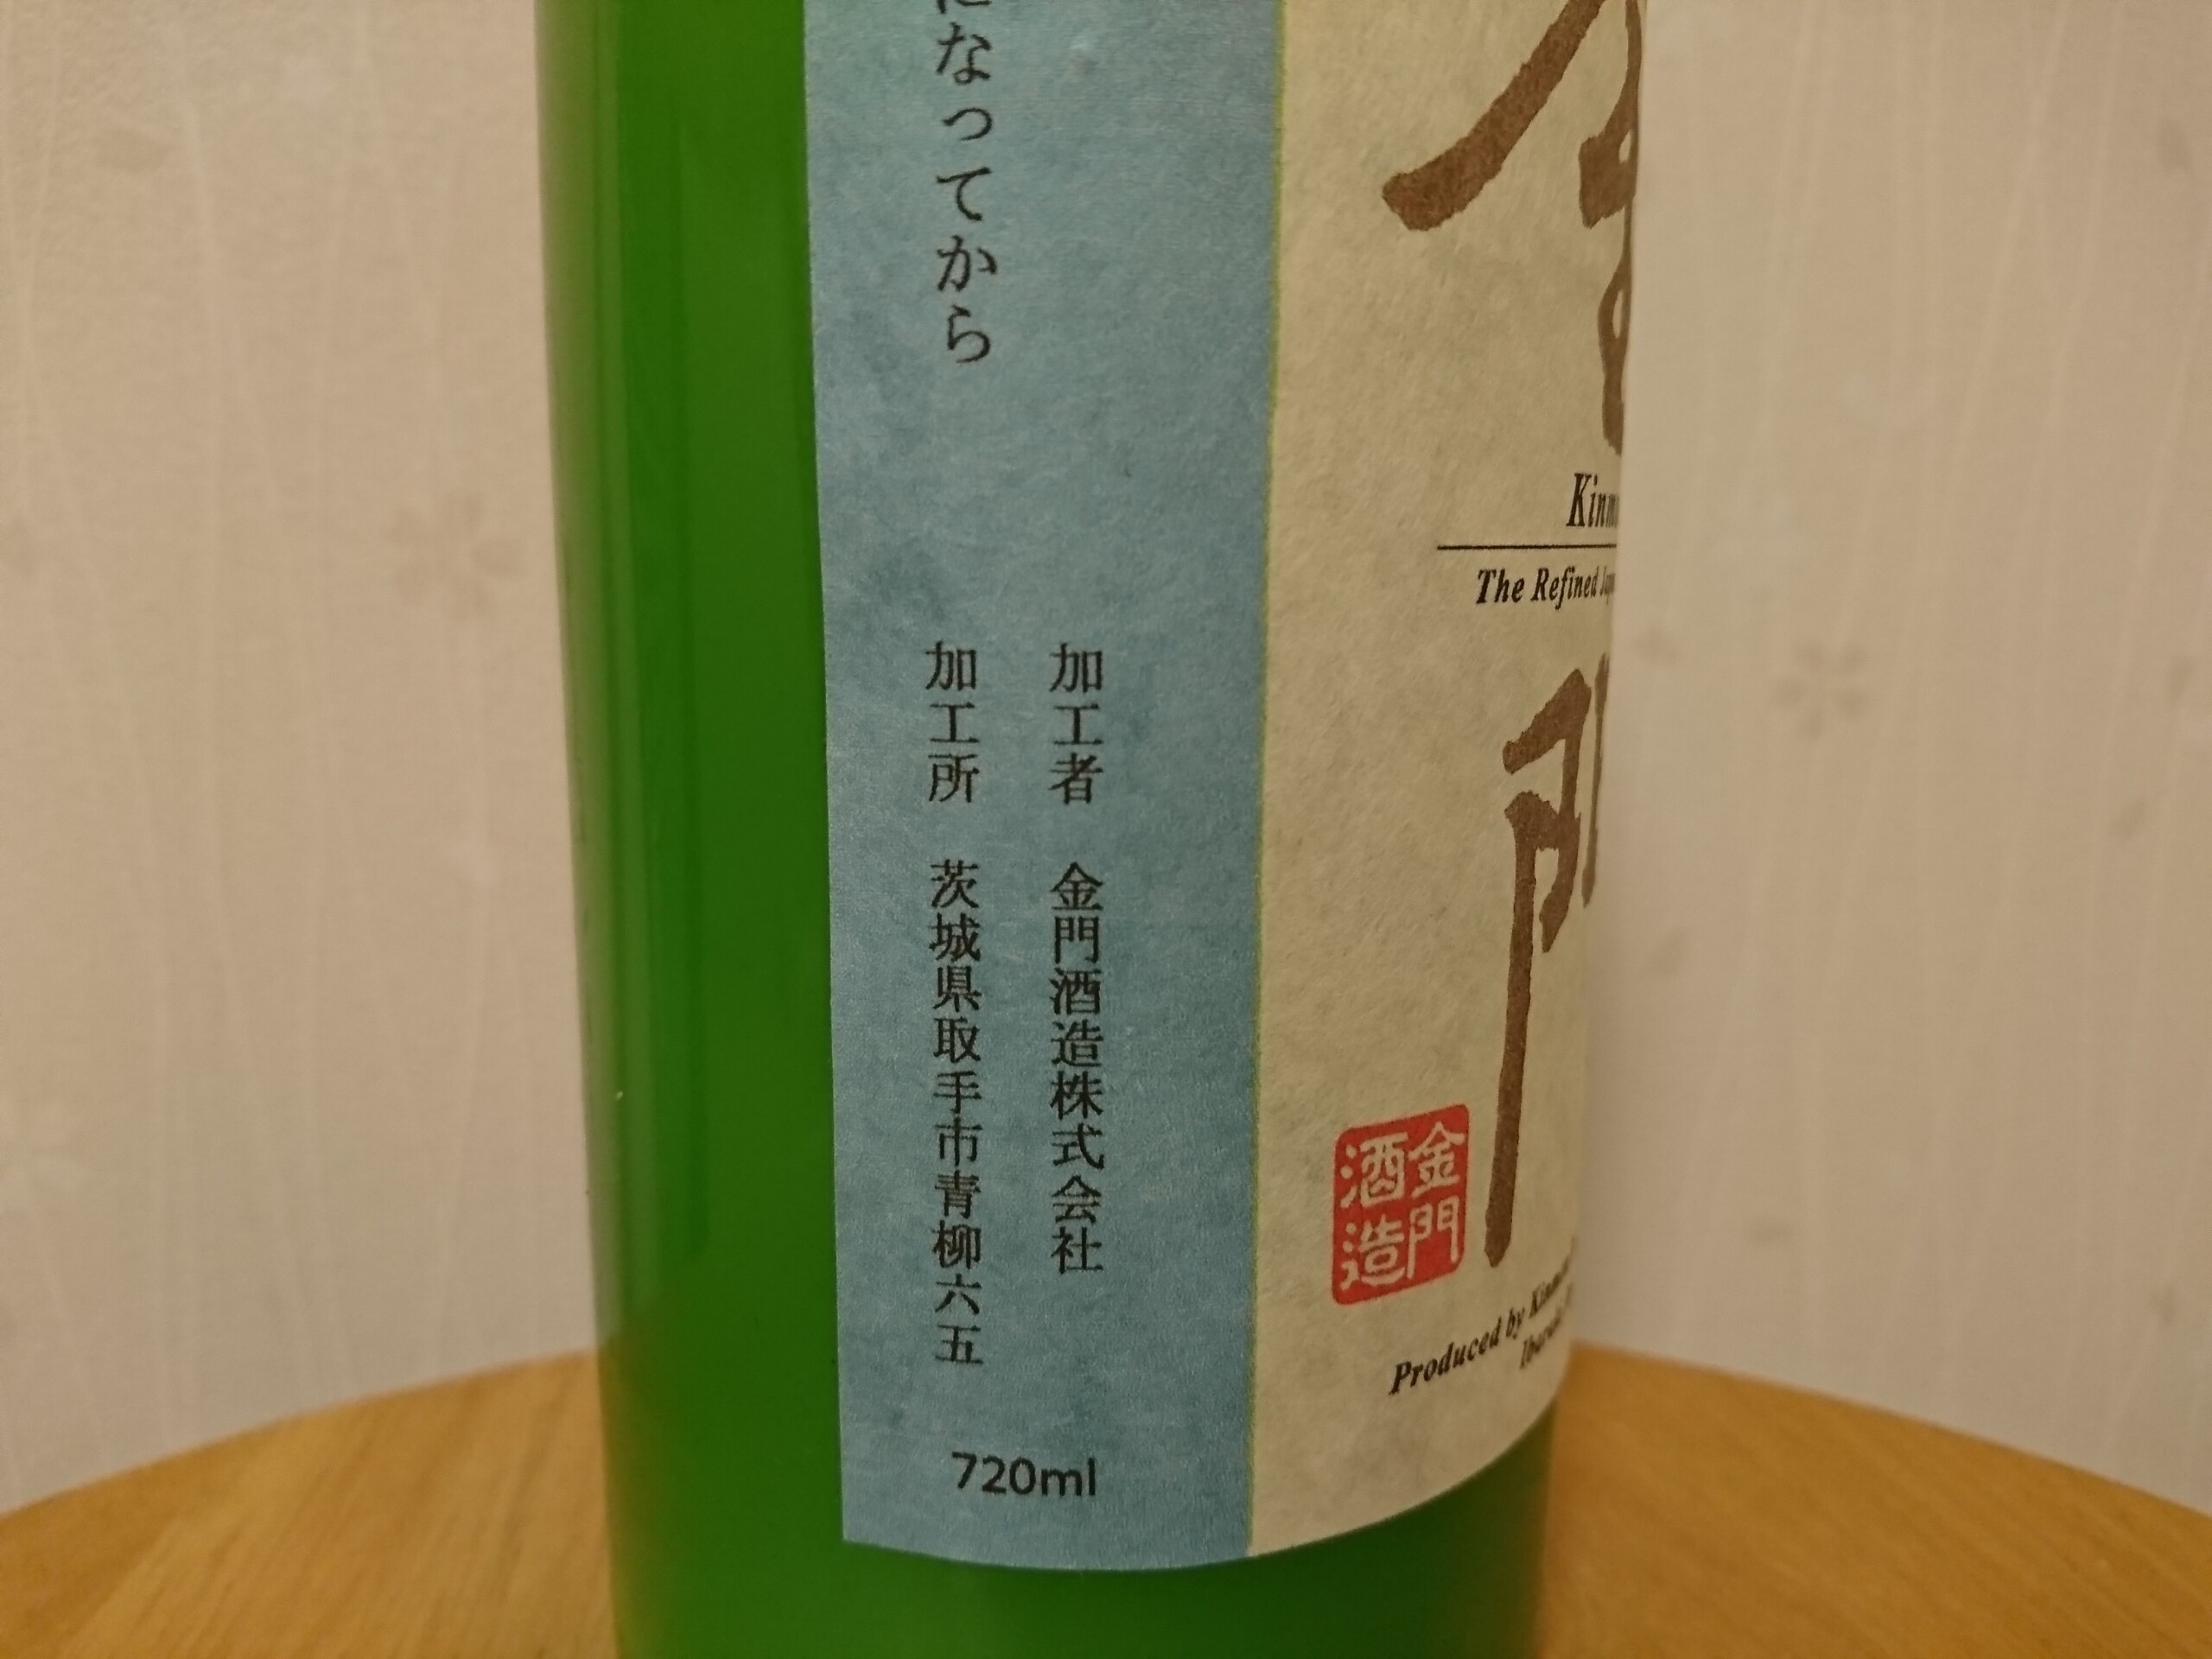 になってから
加工者 金門酒造株式会社
加工所 茨城県取手市青柳六五
720ml
金門
The Refined
金門
酒造
Produced by